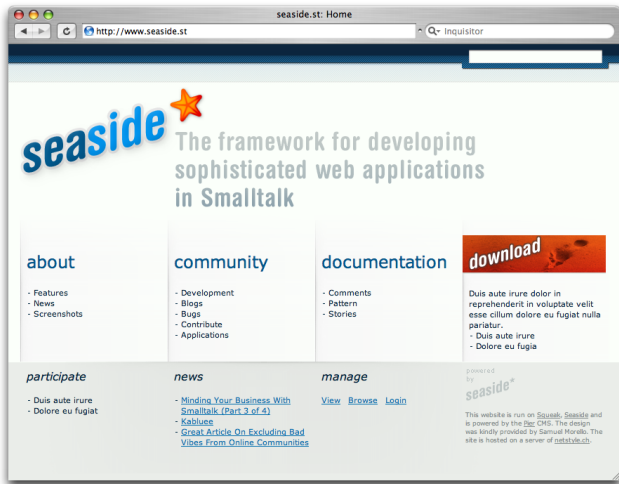 seaside.st: Home
http://www.seaside.st
Inquisitor
seaside
The framework for developing
sophisticated web applications
in Smalltalk
about
- Features
- News
- Screenshots
community
- Development
- Blogs
- Bugs
- Contribute
- Applications
documentation
- Comments
- Pattern
- Stories
download
Duis aute irure dolor in
reprehenderit in voluptate velit
esse cillum dolore eu fugiat nulla
pariatur.
- Duis aute irure
- Dolore eu fugia
participate
- Duis aute irure
- Dolore eu fugiat
news
- Minding Your Business With
Smalltalk (Part 3 of 4)
- Kabluee
- Great Article On Excluding Bad
Vibes From Online Communities
manage
View Browse Login
powered
by
seaside
This website is run on Squeak, Seaside and
is powered by the Pier CMS. The design
was kindly provided by Samuel Morello. The
site is hosted on a server of netstyle.ch.